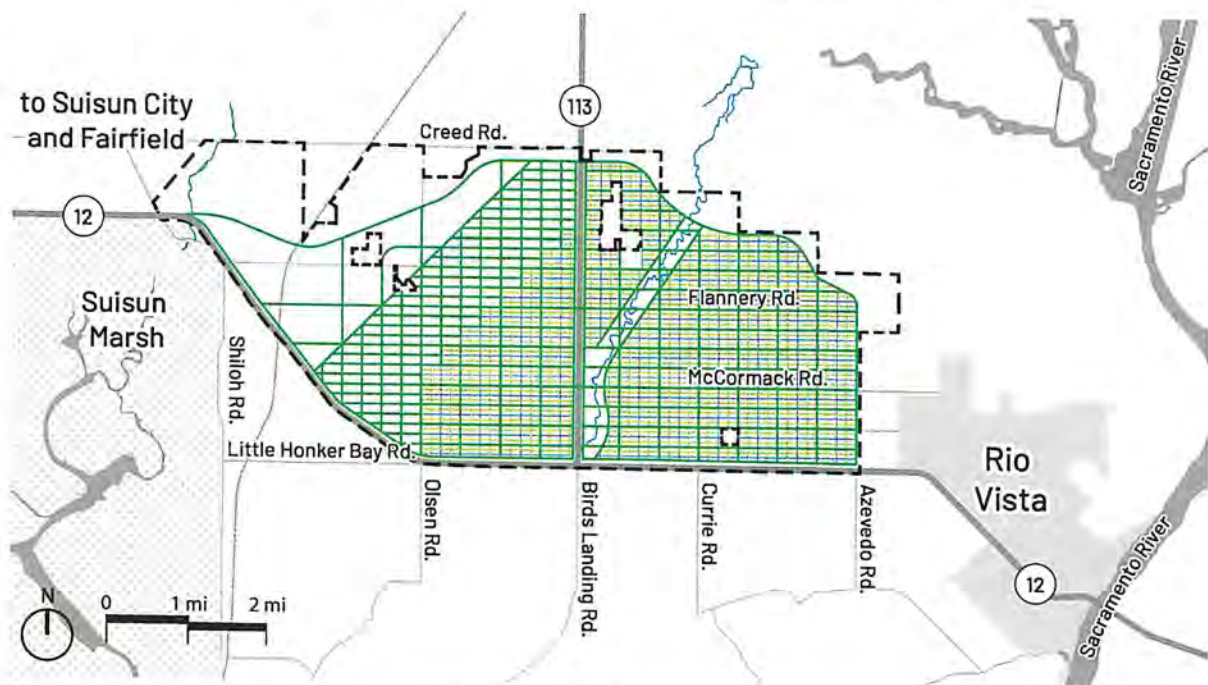 to Suisun City
and Fairfield
113
Creed Rd.
Sacramento River
12
Suisun
Marsh
Flannery Rd.
Shiloh Rd.
McCormack Rd.
Little Honker Bay Rd.
Rio
Vista
Olsen Rd.
Birds Landing Rd.
Currie Rd.
Azevedo Rd.
12
Sacramento River
N
0 1 mi 2 mi